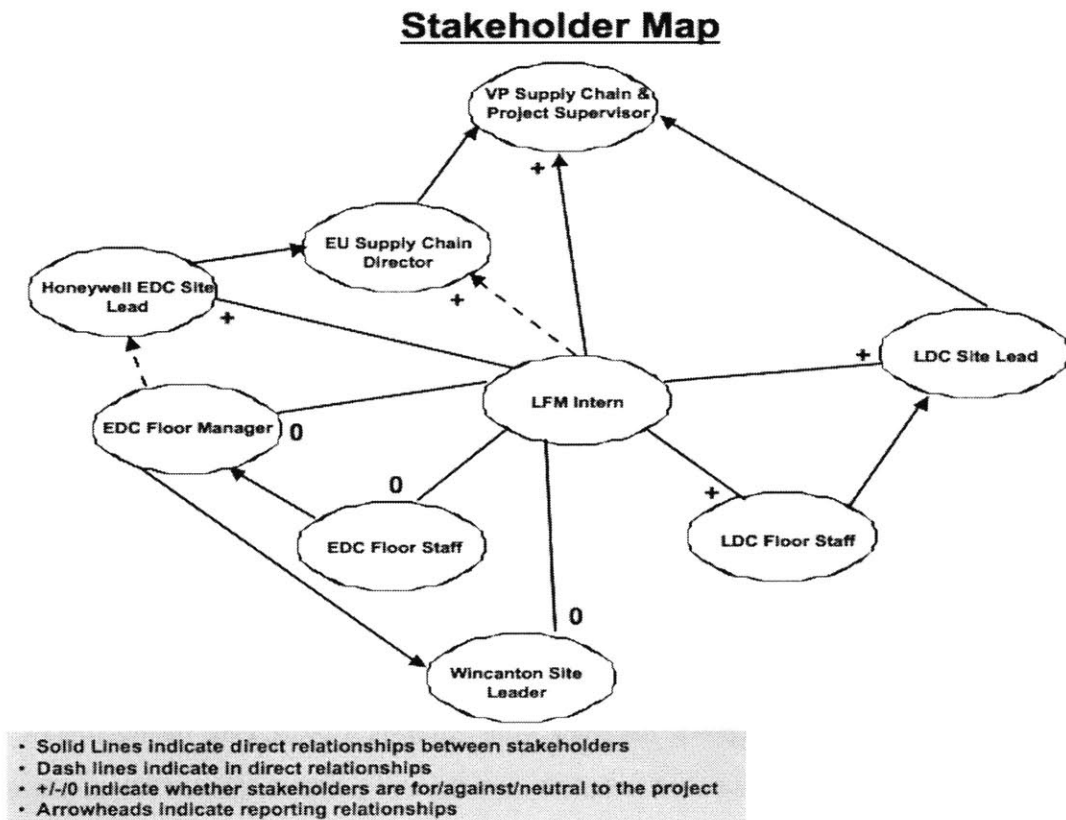 Stakeholder Map
VP Supply Chain &
Project Supervisor
+
EU Supply Chain
Director
+
Honeywell EDC Site
Lead
+
LDC Site Lead
+
LFM Intern
EDC Floor Manager
0
0
EDC Floor Staff
+
LDC Floor Staff
0
Wincanton Site
Leader
• Solid Lines indicate direct relationships between stakeholders
• Dash lines indicate in direct relationships
• +/-/0 indicate whether stakeholders are for/against/neutral to the project
• Arrowheads indicate reporting relationships